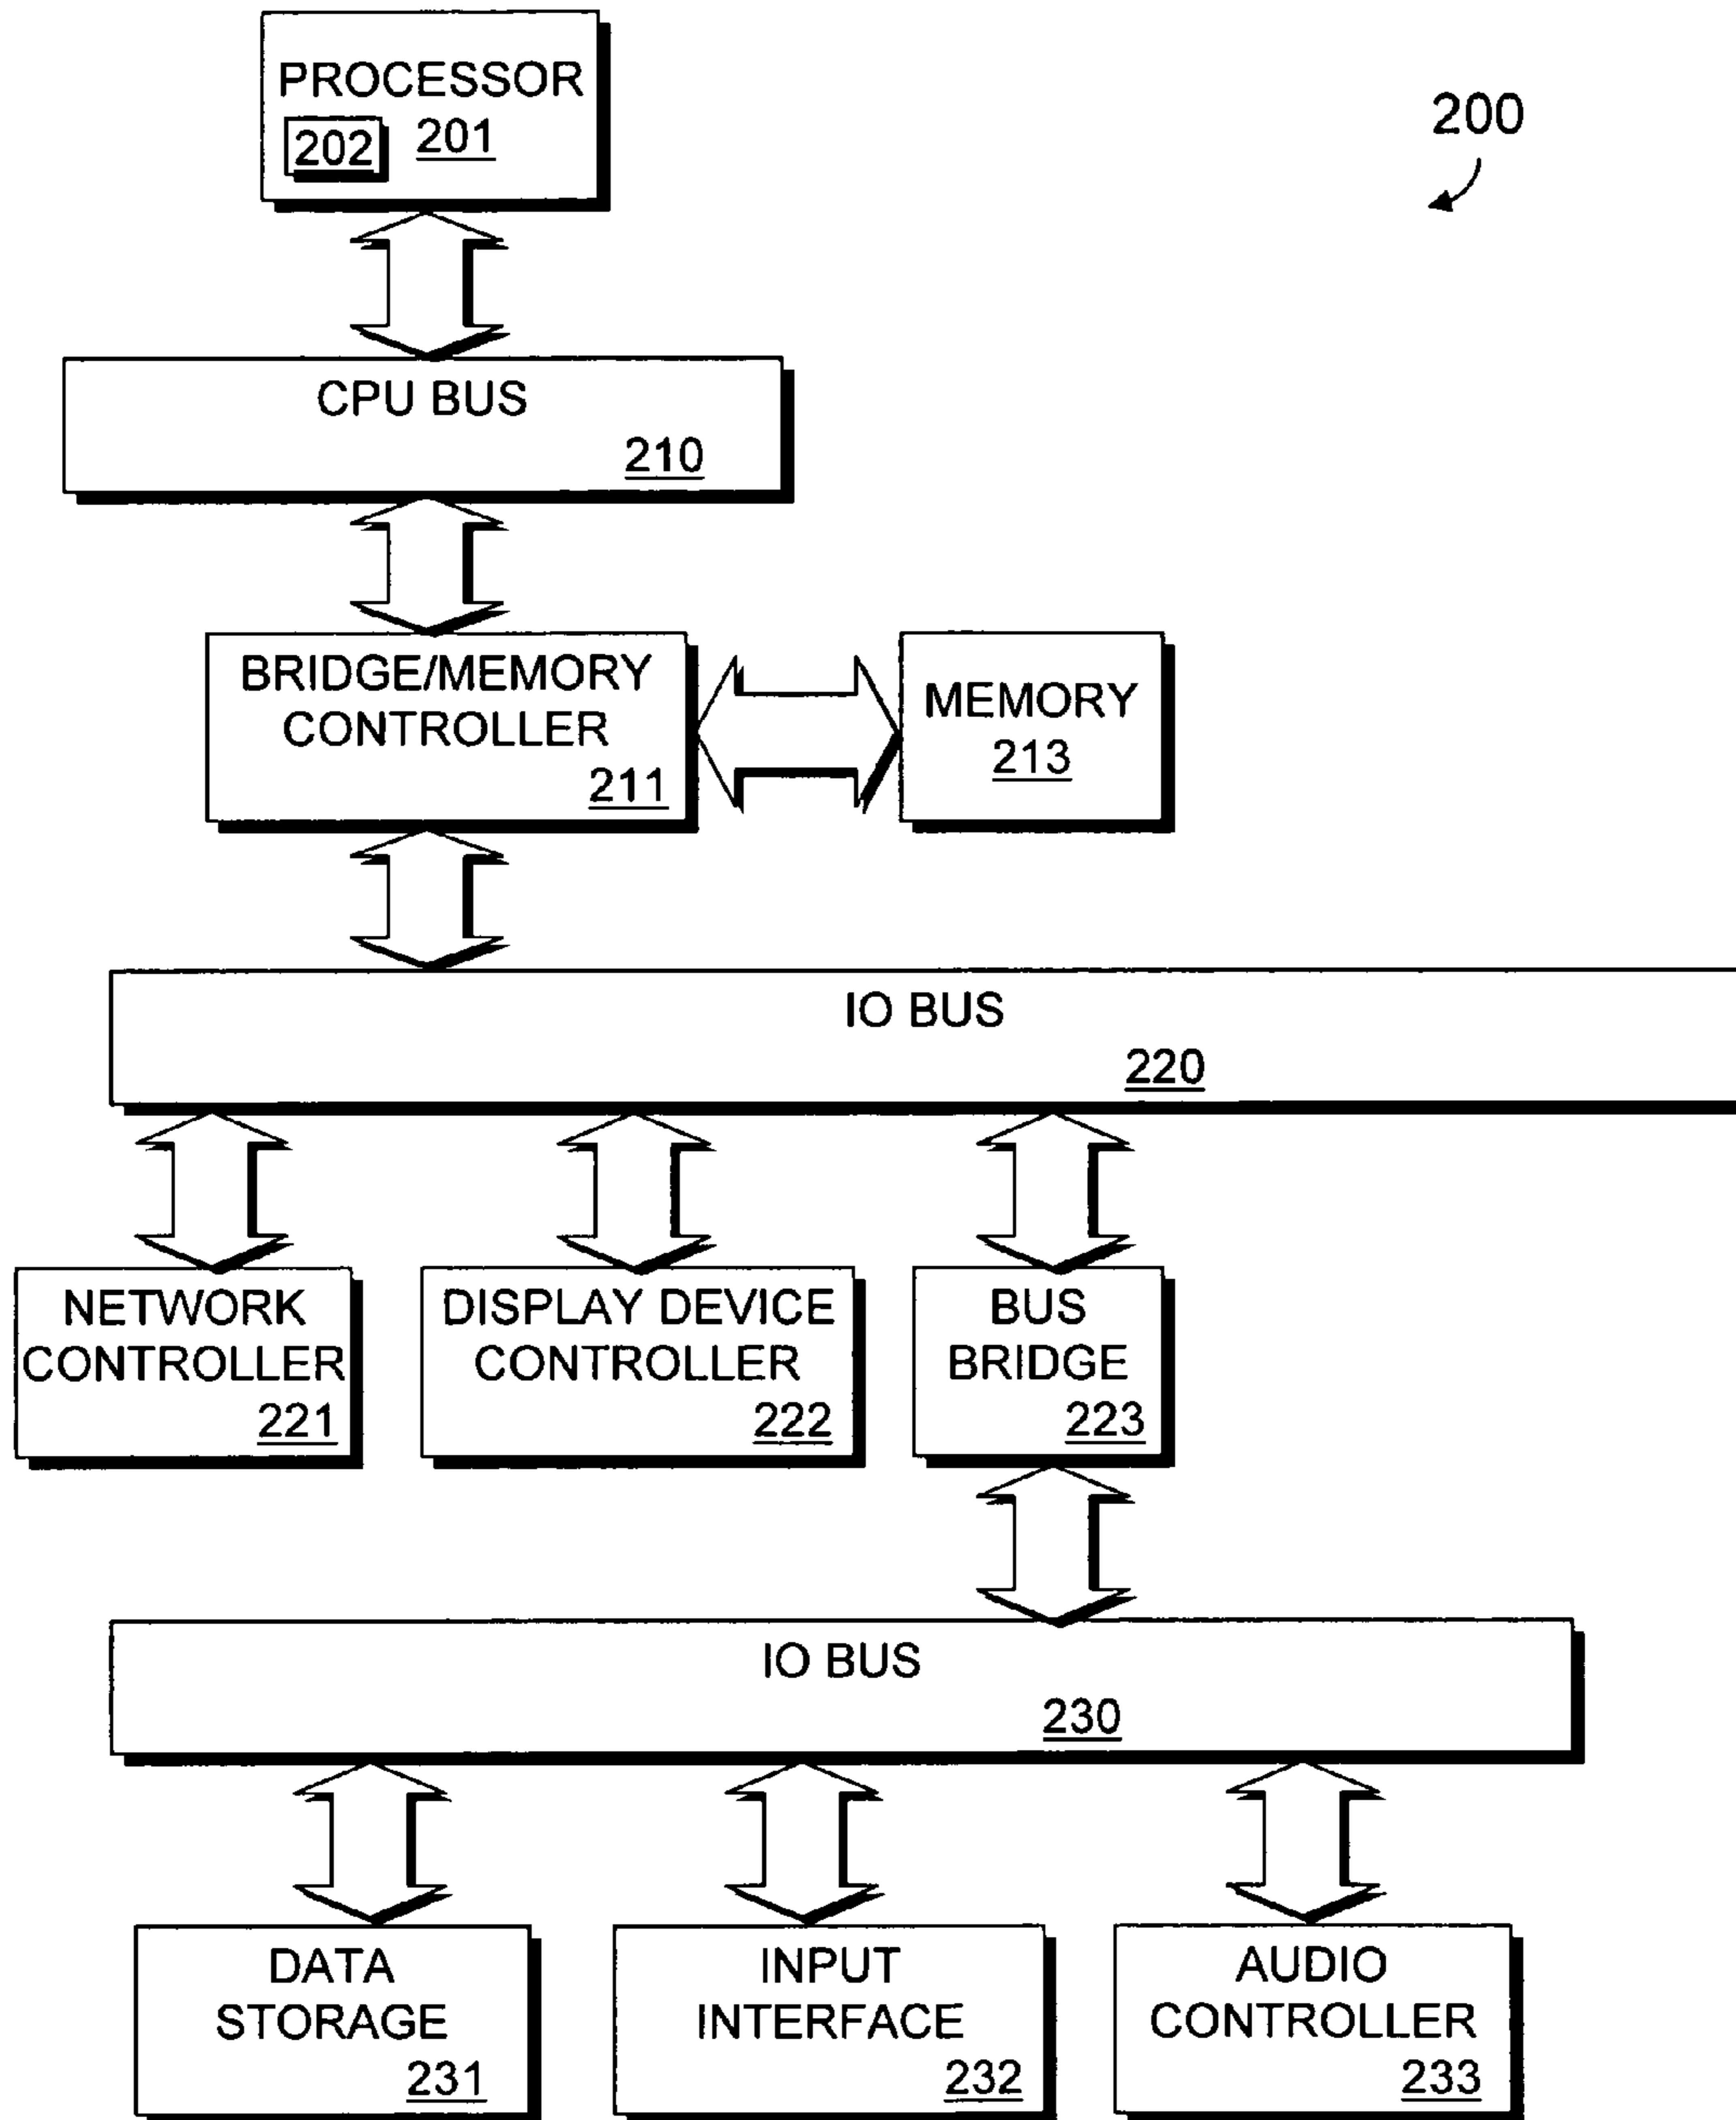 PROCESSOR
201
202
200
CPU BUS
210
BRIDGE/MEMORY
CONTROLLER
211
MEMORY
213
IO BUS
220
NETWORK
CONTROLLER
221
DISPLAY DEVICE
CONTROLLER
222
BUS
BRIDGE
223
IO BUS
230
DATA
STORAGE
231
INPUT
INTERFACE
232
AUDIO
CONTROLLER
233